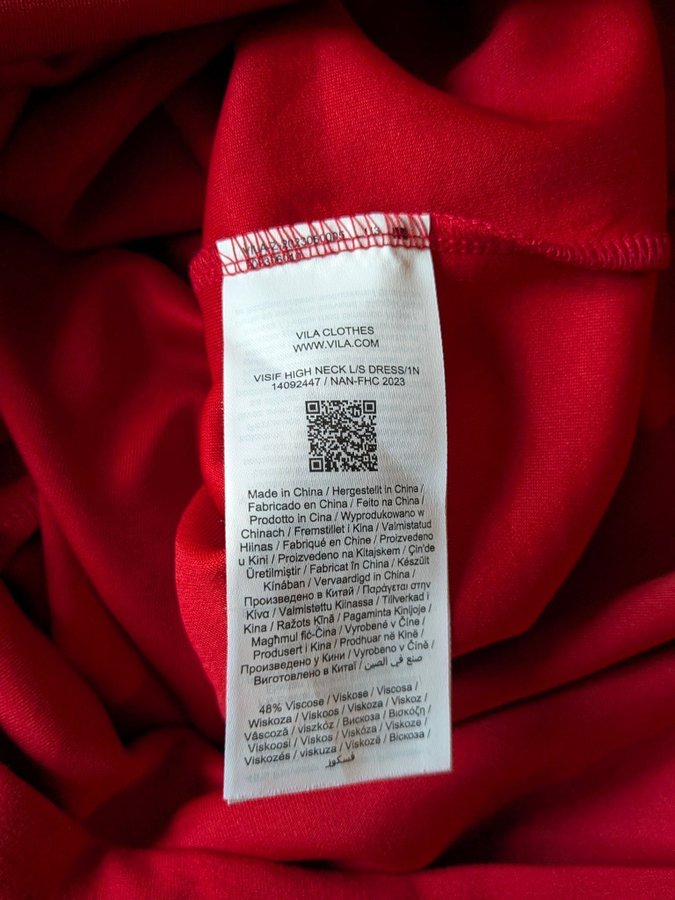 VILA CLOTHES
WWW.VILA.COM
VISIF HIGH NECK L/S DRESS/1N
14092447 / NAN-FHC 2023
Made in China / Hergestellt in China /
Fabricado en China / Feito na China /
Prodotto in Cina / Wyprodukowano w
Chinach / Fremstillet i Kina / Valmistatud
Hiinas / Fabriqué en Chine / Proizvedeno
u Kini / Proizvedeno na Kitajskem / Çin'de
Üretilmiştir / Fabricat în China / Készült
Kínában / Vervaardigd in China /
Произведено в Китай / Παράγεται στην
Κίνα / Valmistettu Kiinassa / Tillverkad i
Kina / Ražots Ķīnā / Pagaminta Kinijoje /
Magħmul fiċ-Ċina / Vyrobené v Číne /
Produsert i Kina / Prodhuar në Kinë /
Произведено у Кини / Vyrobeno v Číně /
Виготовлено в Китаї / صنع في الصين
48% Viscose / Viskose / Viscosa /
Wiskoza / Viskoos / Viskoza / Viskoz /
Vâscoză / viszkóz / Вискоза / Βισκόζη /
Viskoosi / Viskos / Viskóza / Viskoze /
Viskozės / viskuza / Viskozë / Віскоза /
فسكوز